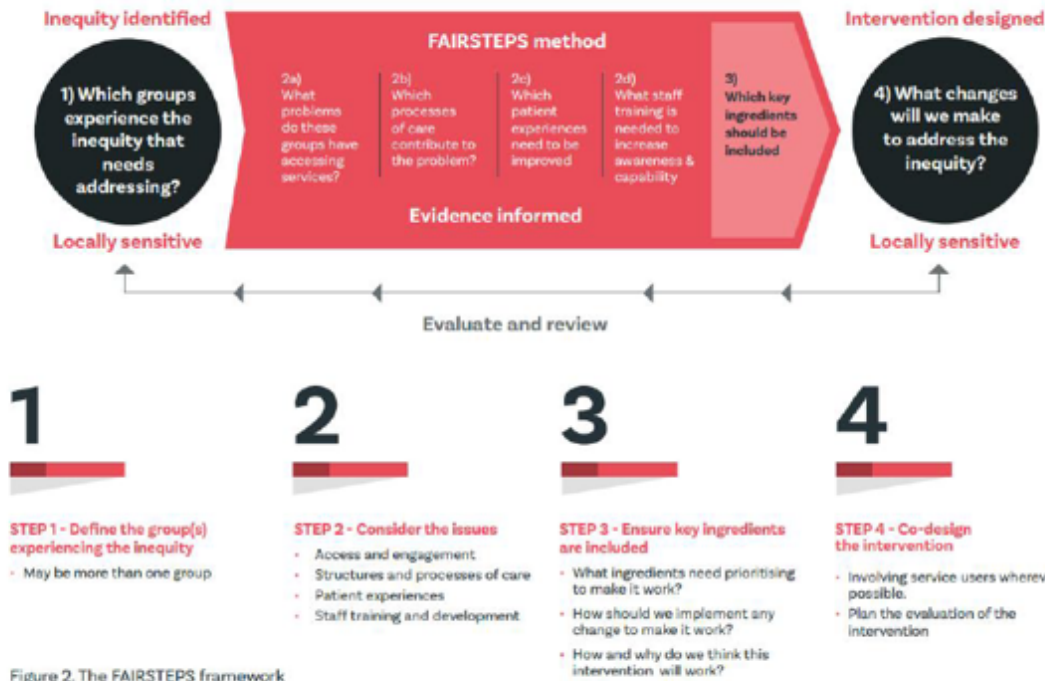 Inequity identified
Intervention designed
FAIRSTEPS method
1) Which groups
experience the
inequity that
needs
addressing?
2a)
What
problems
do these
groups have
accessing
services?
2b)
Which
processes
of care
contribute to
the problem?
2c)
Which
patient
experiences
need to be
improved
2d)
What staff
training is
needed to
increase
awareness &
capability
3)
Which key
ingredients
should be
included
4) What changes
will we make
to address the
inequity?
Evidence informed
Locally sensitive
Locally sensitive
Evaluate and review
1
STEP 1 - Define the group(s)
experiencing the inequity
• May be more than one group
2
STEP 2 - Consider the issues
• Access and engagement
• Structures and processes of care
• Patient experiences
• Staff training and development
3
STEP 3 - Ensure key ingredients
are included
• What ingredients need prioritising
to make it work?
• How should we implement any
change to make it work?
• How and why do we think this
intervention will work?
4
STEP 4 - Co-design
the intervention
• Involving service users wherev
possible.
• Plan the evaluation of the
intervention
Figure 2. The FAIRSTEPS framework